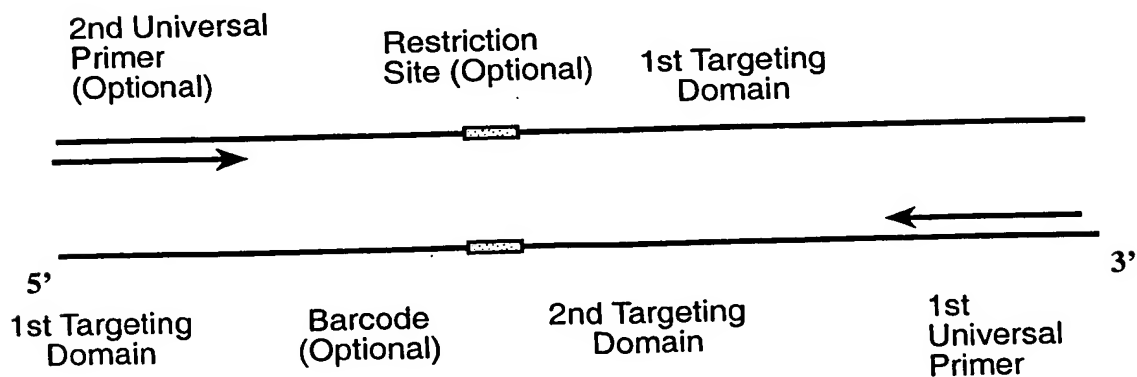 2nd Universal
Primer
(Optional)
Restriction
Site (Optional)
1st Targeting
Domain
5’
3’
1st Targeting
Domain
Barcode
(Optional)
2nd Targeting
Domain
1st
Universal
Primer